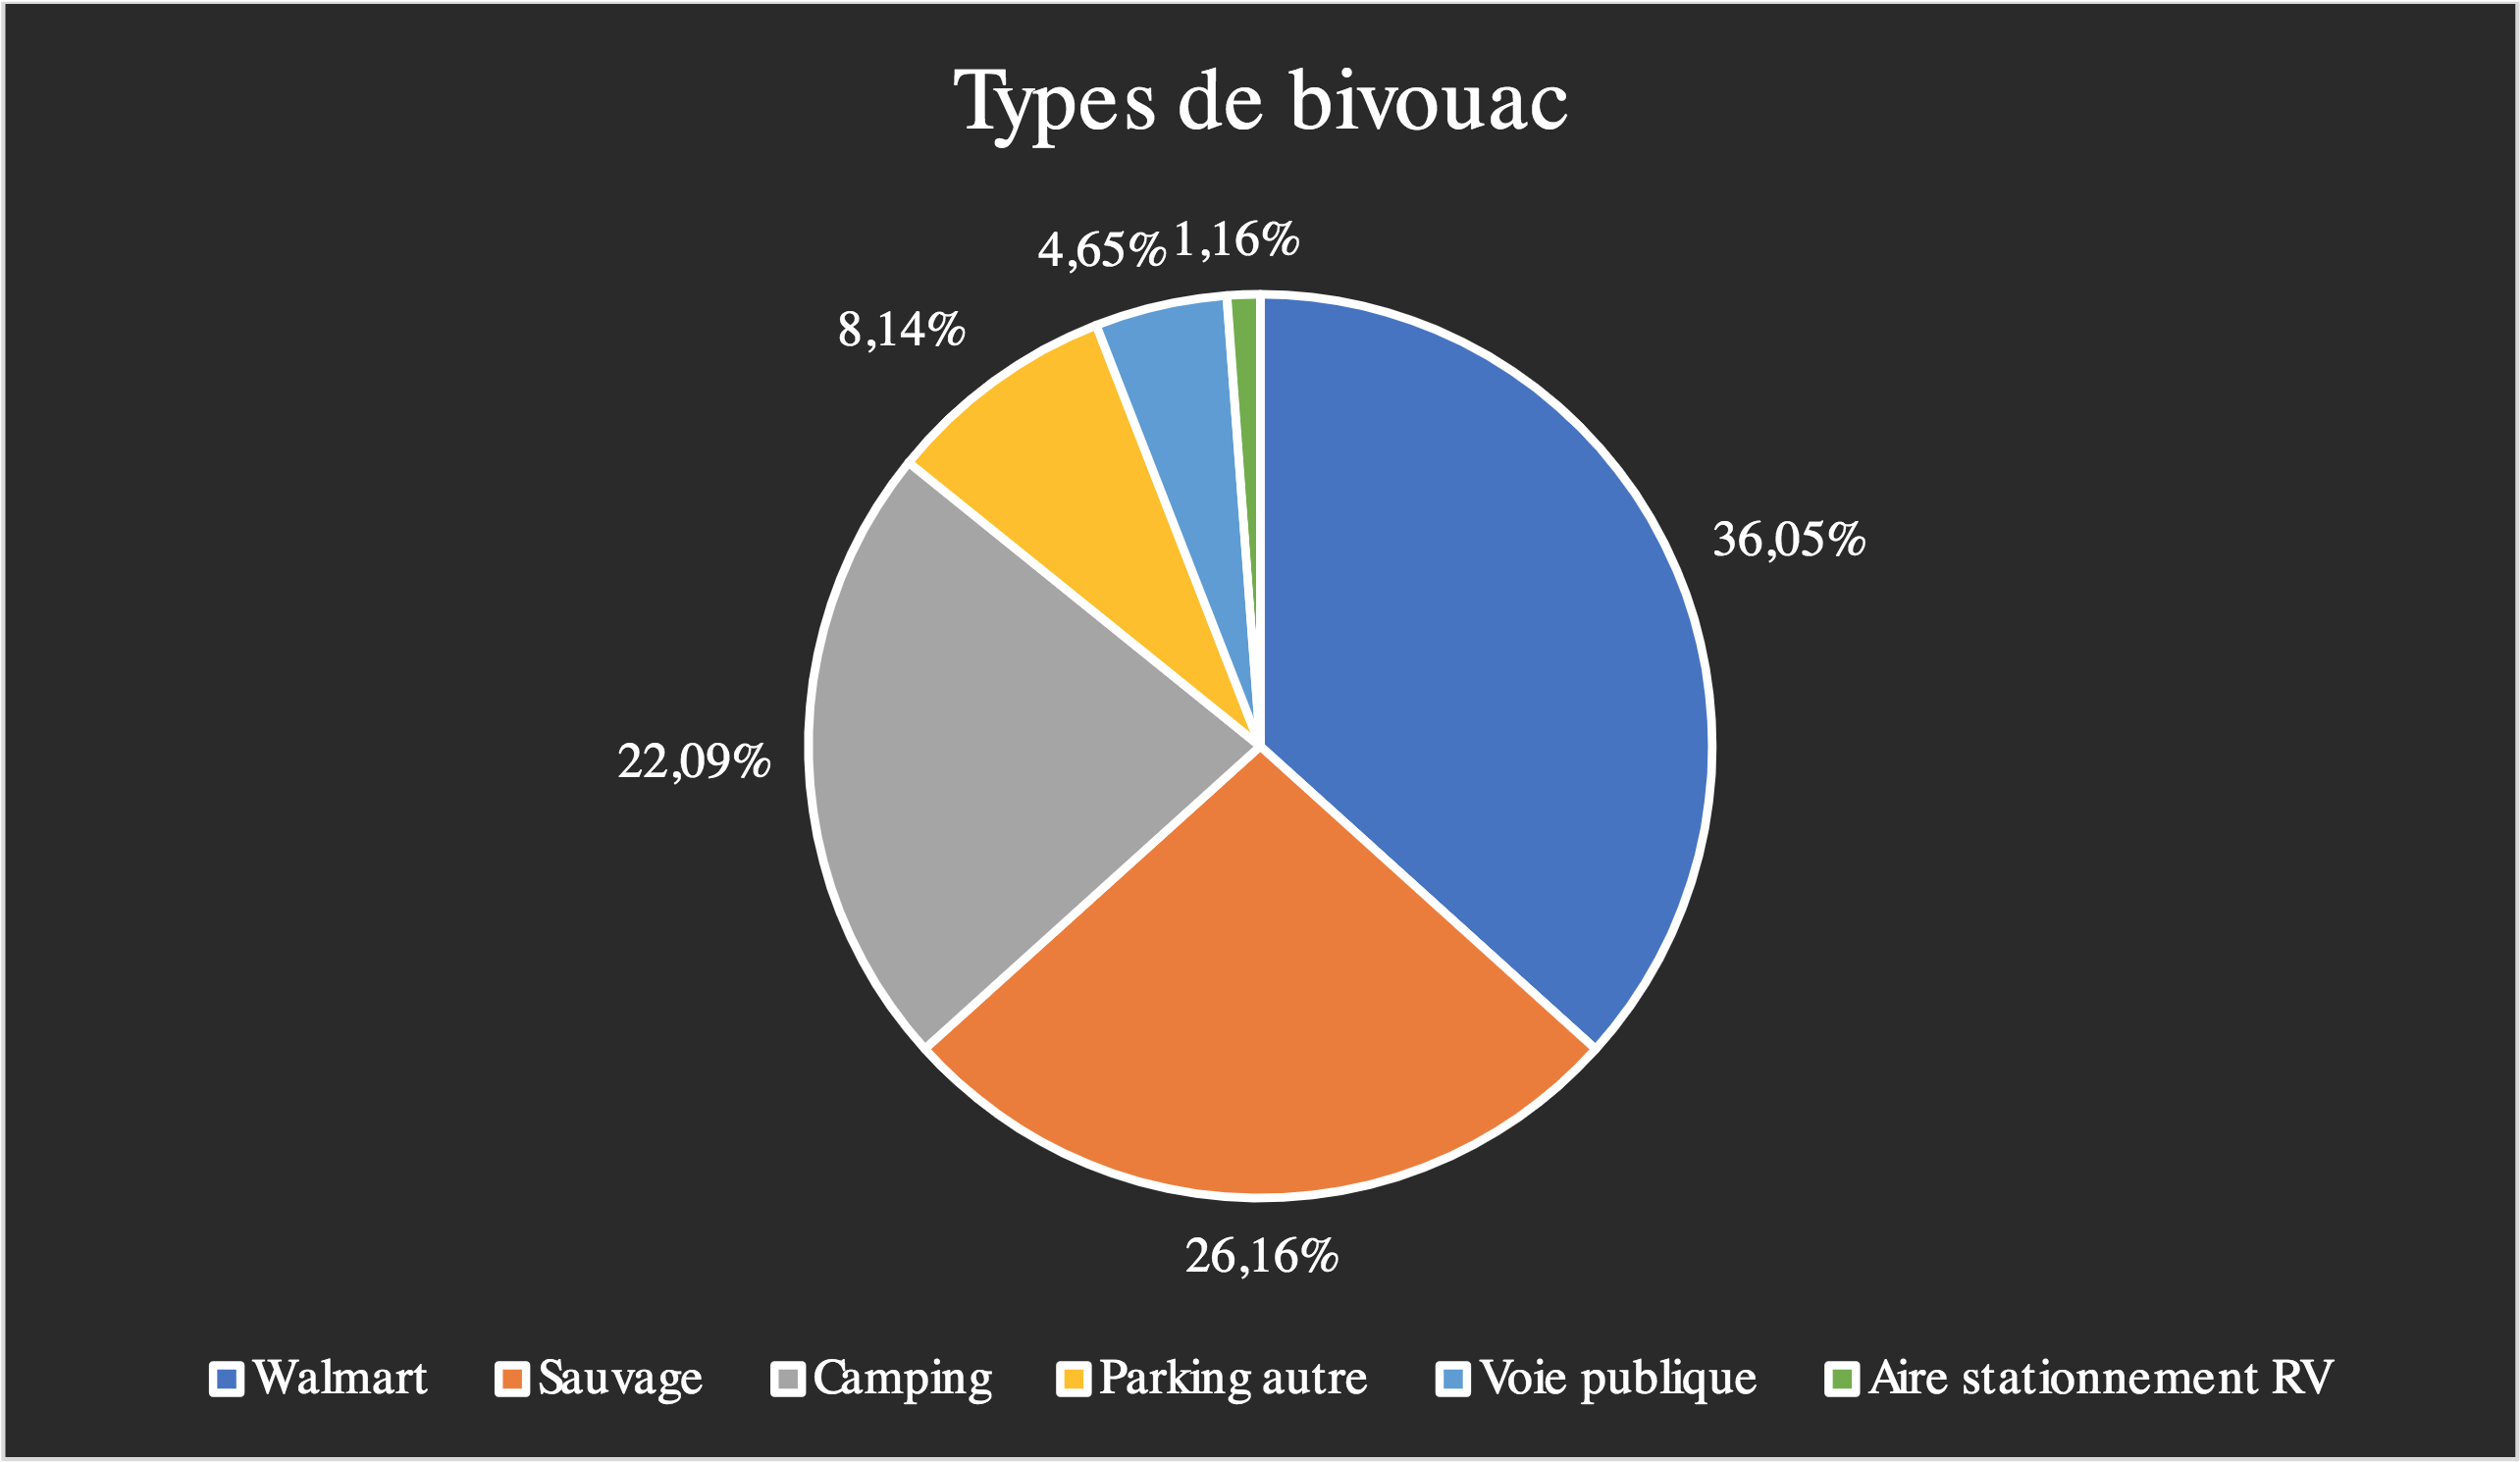 Types de bivouac
4,65% 1,16%
8,14%
36,05%
22,09%
26,16%
Walmart Sauvage Camping Parking autre Voie publique Aire stationnement RV